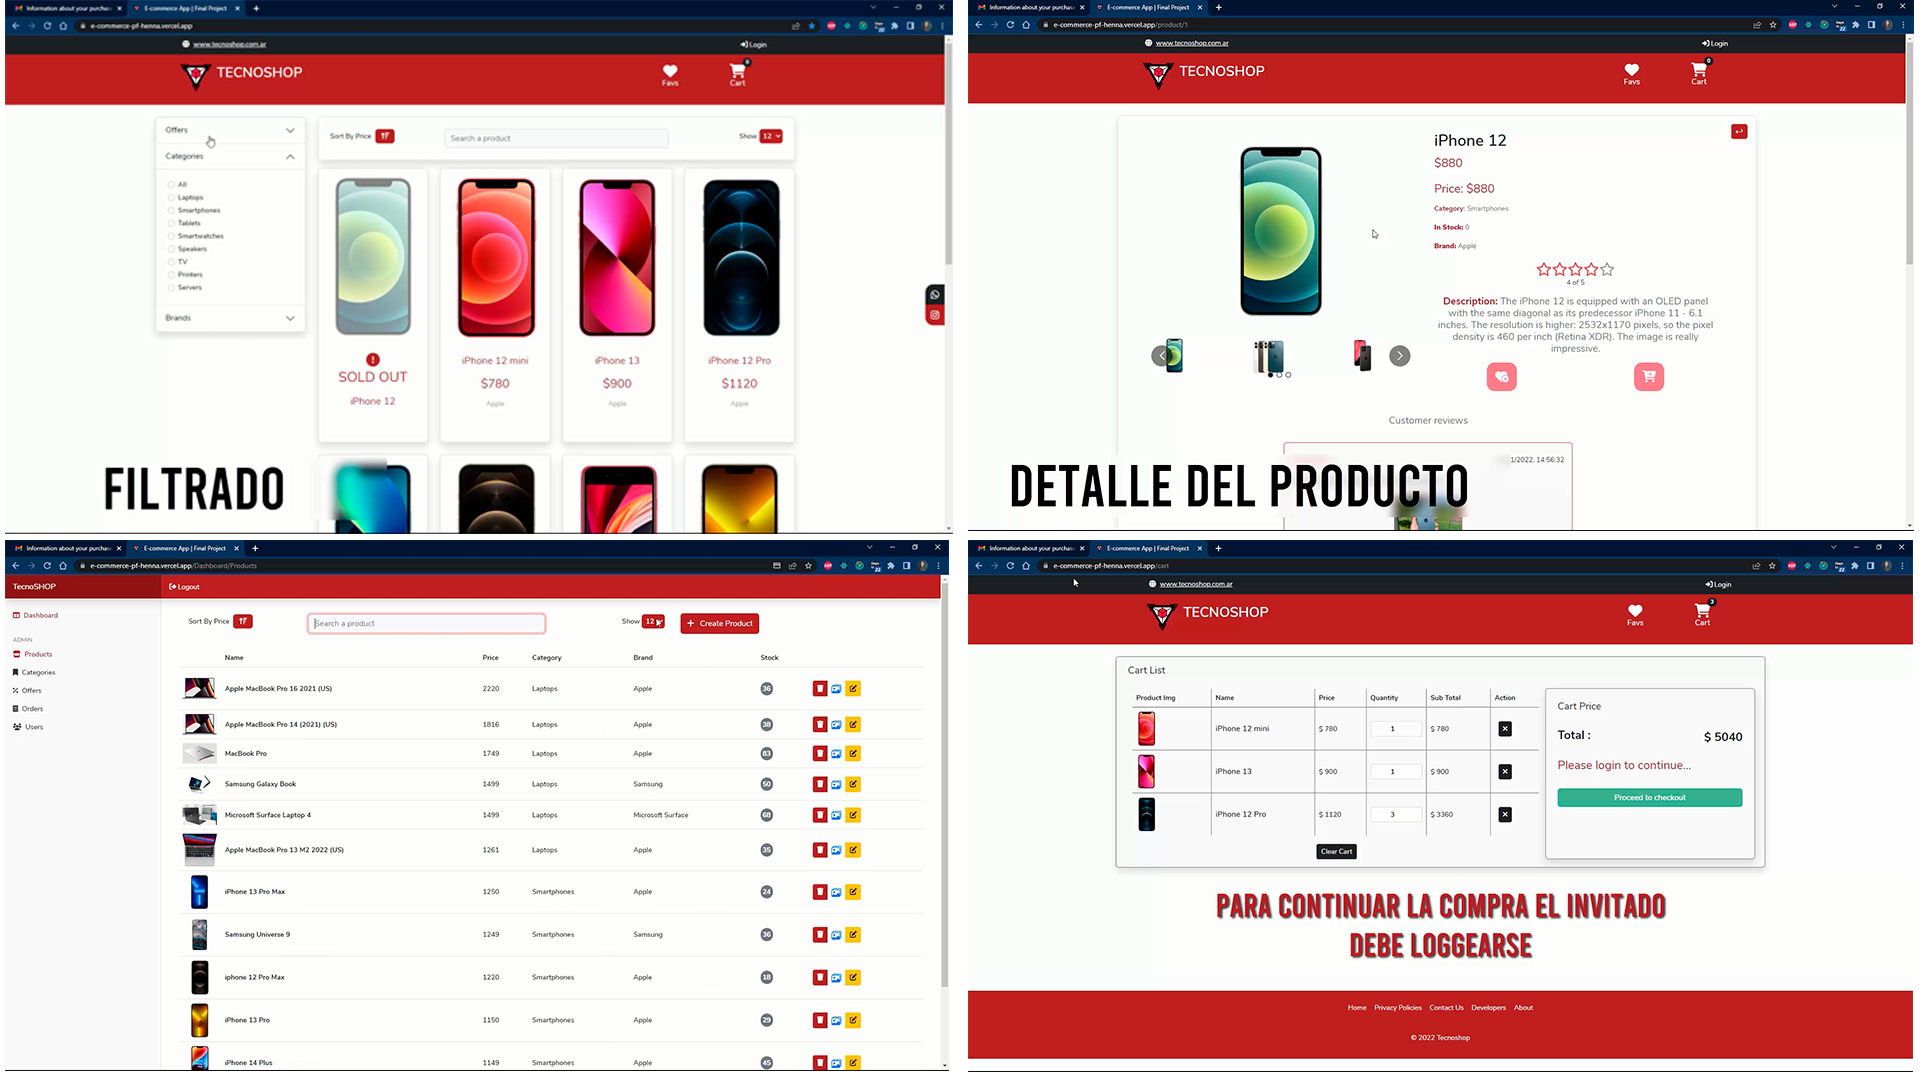 Information about your purchas
E-commerce App | Final Project
e-commerce-pf-henna.vercel.app
www.tecnoshop.com.ar
Login
TECNOSHOP
Favs
0
Cart
Offers
Categories
All
Laptops
Smartphones
Tablets
Smartwatches
Speakers
TV
Printers
Servers
Brands
Sort By Price
Search a product
Show 12
SOLD OUT
iPhone 12
iPhone 12 mini
$780
Apple
iPhone 13
$900
Apple
iPhone 12 Pro
$1120
Apple
FILTRADO
Information about your purchas
E-commerce App | Final Project
e-commerce-pf-henna.vercel.app/product/1
www.tecnoshop.com.ar
Login
TECNOSHOP
Favs
0
Cart
iPhone 12
$880
Price: $880
Category: Smartphones
In Stock: 0
Brand: Apple
4 of 5
Description: The iPhone 12 is equipped with an OLED panel
with the same diagonal as its predecessor iPhone 11 - 6.1
inches. The resolution is higher: 2532x1170 pixels, so the pixel
density is 460 per inch (Retina XDR). The image is really
impressive.
Customer reviews
1/2022, 14:56:32
DETALLE DEL PRODUCTO
Information about your purchas
E-commerce App | Final Project
e-commerce-pf-henna.vercel.app/Dashboard/Products
TecnoSHOP
Logout
Dashboard
ADMIN
Products
Categories
Offers
Orders
Users
Sort By Price
Search a product
Show 12
+ Create Product
Name Price Category Brand Stock
Apple MacBook Pro 16 2021 (US) 2220 Laptops Apple 36
Apple MacBook Pro 14 (2021) (US) 1816 Laptops Apple 38
MacBook Pro 1749 Laptops Apple 83
Samsung Galaxy Book 1499 Laptops Samsung 50
Microsoft Surface Laptop 4 1499 Laptops Microsoft Surface 68
Apple MacBook Pro 13 M2 2022 (US) 1261 Laptops Apple 35
iPhone 13 Pro Max 1250 Smartphones Apple 24
Samsung Universe 9 1249 Smartphones Samsung 36
iphone 12 Pro Max 1220 Smartphones Apple 18
iPhone 13 Pro 1150 Smartphones Apple 29
iPhone 14 Plus 1149 Smartphones Apple 45
Information about your purchas
E-commerce App | Final Project
e-commerce-pf-henna.vercel.app/cart
www.tecnoshop.com.ar
Login
TECNOSHOP
Favs
3
Cart
Cart List
Product Img Name Price Quantity Sub Total Action
iPhone 12 mini $ 780 1 $ 780
iPhone 13 $ 900 1 $ 900
iPhone 12 Pro $ 1120 3 $ 3360
Clear Cart
Cart Price
Total : $ 5040
Please login to continue...
Proceed to checkout
PARA CONTINUAR LA COMPRA EL INVITADO
DEBE LOGGEARSE
Home Privacy Policies Contact Us Developers About
© 2022 Tecnoshop